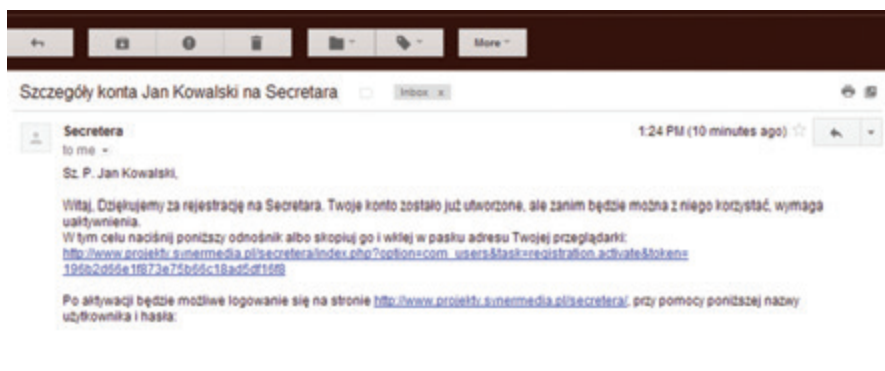 More
Szczegóły konta Jan Kowalski na Secretara Inbox x
Secretera 1:24 PM (10 minutes ago)
to me
Sz. P. Jan Kowalski,
Witaj, Dziękujemy za rejestrację na Secretara. Twoje konto zostało już utworzone, ale zanim będzie można z niego korzystać, wymaga
uaktywnienia.
W tym celu naciśnij poniższy odnośnik albo skopiuj go i wklej w pasku adresu Twojej przeglądarki:
http://www.projekty.synermedia.pl/secretera/index.php?option=com_users&task=registration.activate&token=
196b2d66e1f873e75b66c18ad5df16f8
Po aktywacji będzie możliwe logowanie się na stronie http://www.projekty.synermedia.pl/secretera/, przy pomocy poniższej nazwy
użytkownika i hasła: